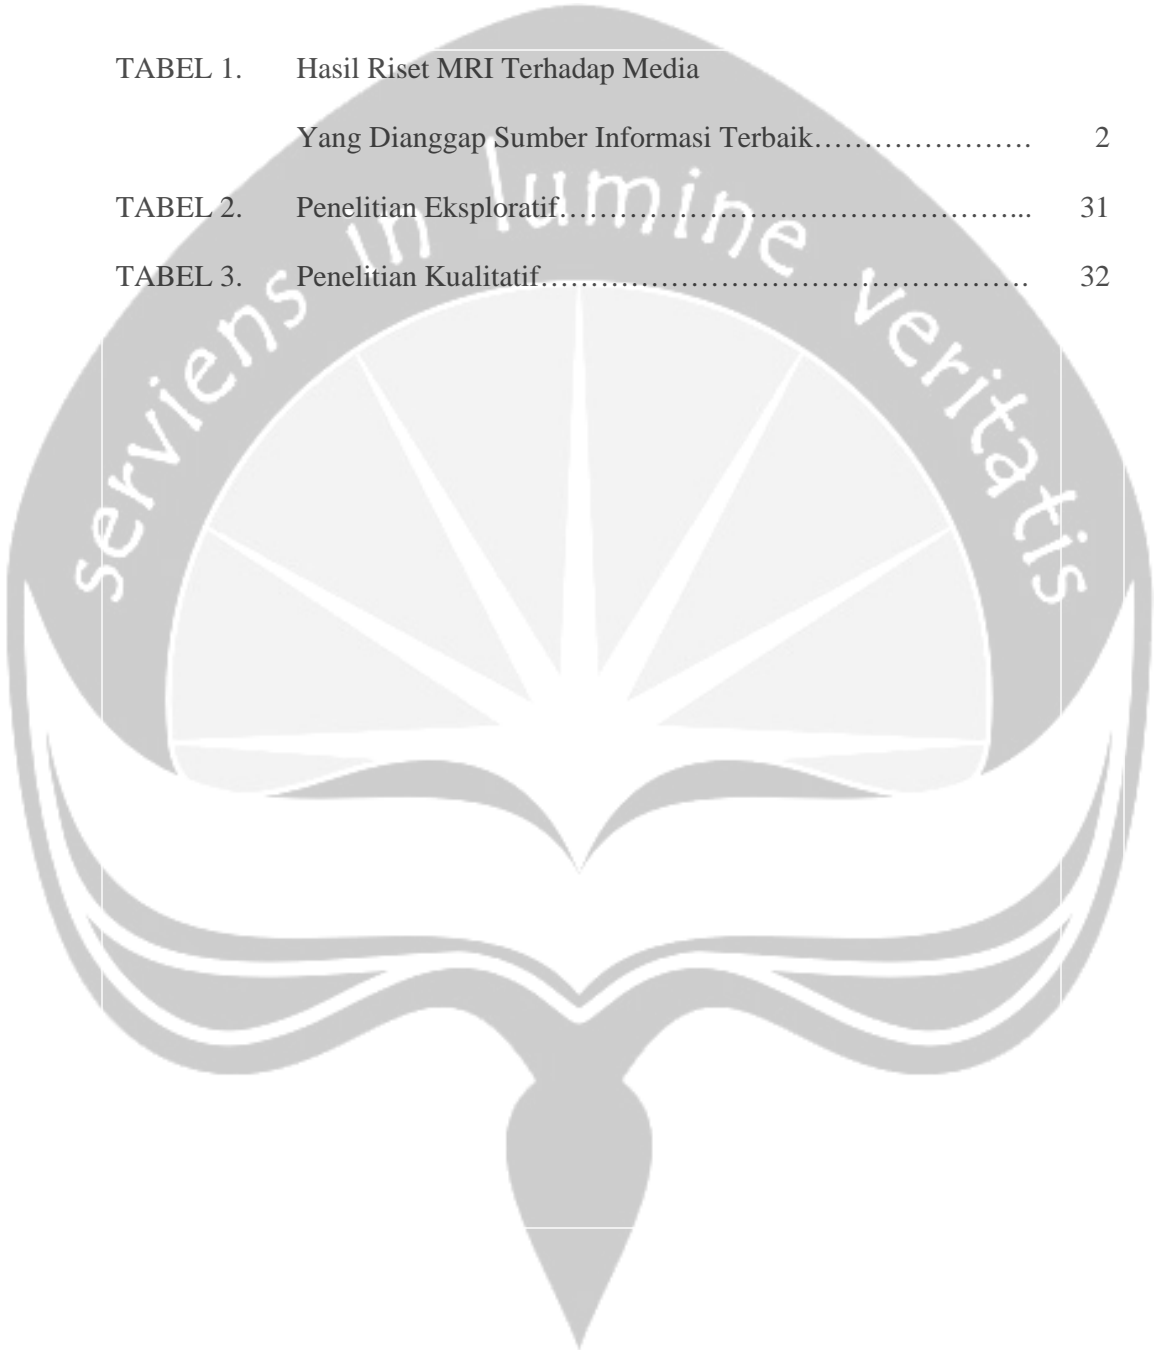 TABEL 1. Hasil Riset MRI Terhadap Media
Yang Dianggap Sumber Informasi Terbaik………………… 2
TABEL 2. Penelitian Eksploratif………………………………….…... 31
TABEL 3. Penelitian Kualitatif………………………………………… 32
serviens in lumine veritatis